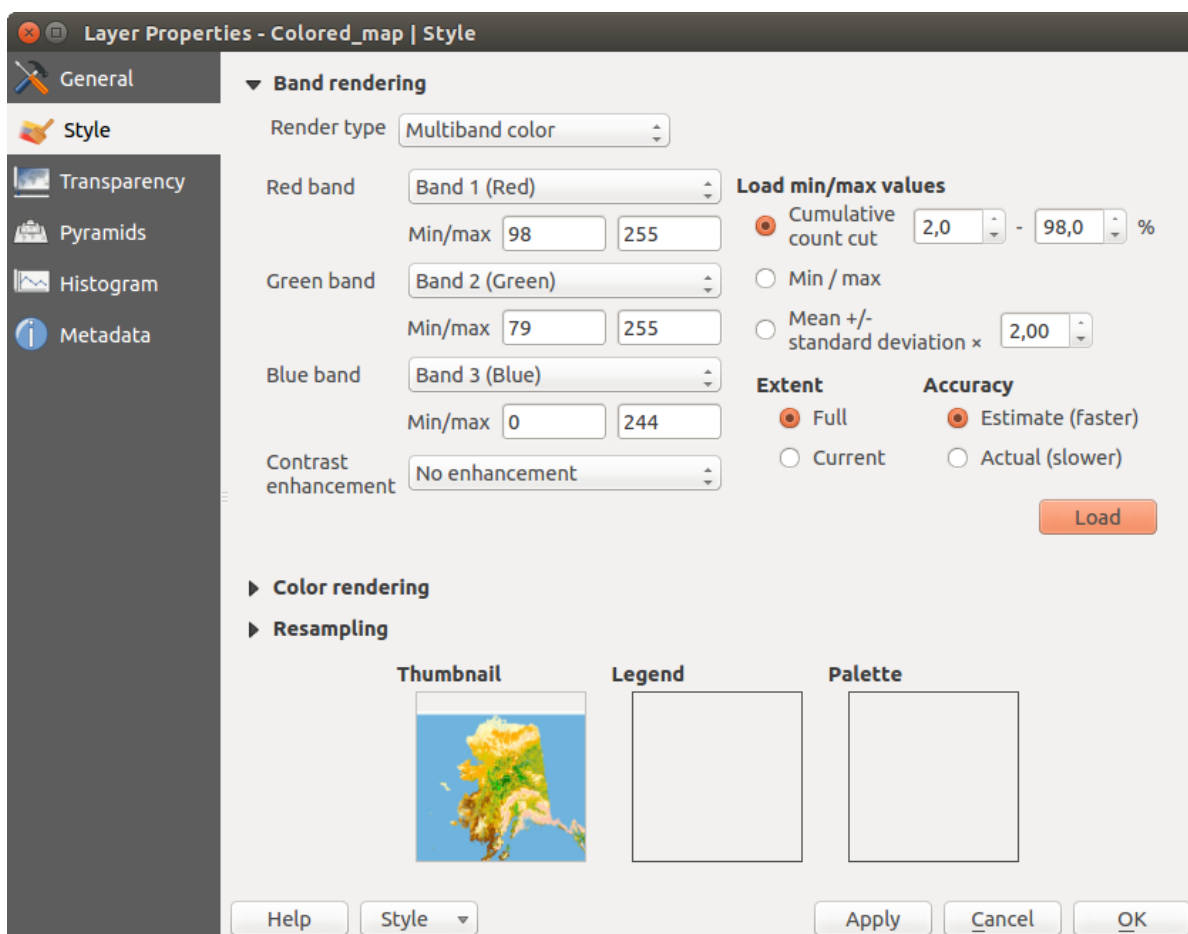 Layer Properties - Colored_map | Style
General
Style
Transparency
Pyramids
Histogram
Metadata
Band rendering
Render type Multiband color
Red band Band 1 (Red)
Min/max 98 255
Green band Band 2 (Green)
Min/max 79 255
Blue band Band 3 (Blue)
Min/max 0 244
Contrast
enhancement No enhancement
Load min/max values
Cumulative
count cut 2,0 - 98,0 %
Min / max
Mean +/-
standard deviation × 2,00
Extent
Full
Current
Accuracy
Estimate (faster)
Actual (slower)
Load
Color rendering
Resampling
Thumbnail Legend Palette
Help Style Apply Cancel OK